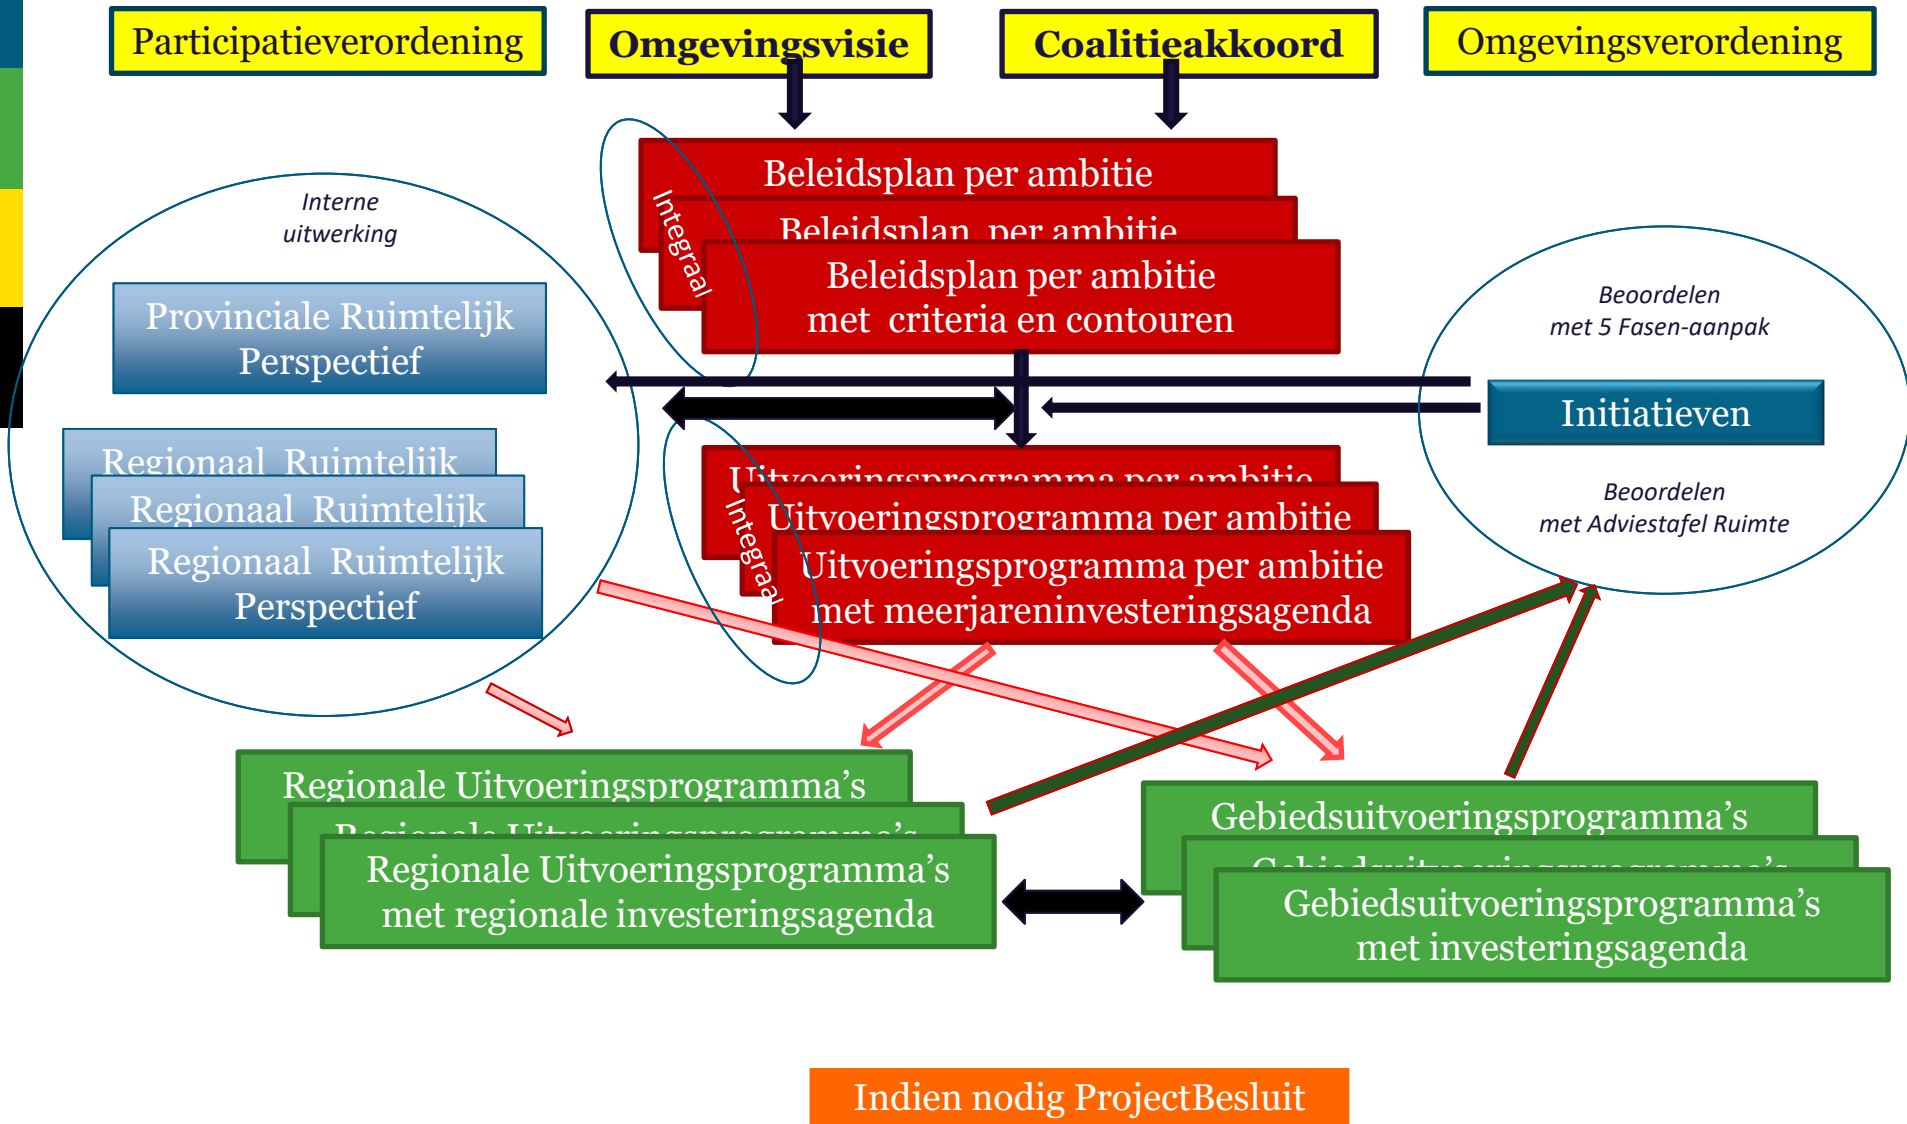 Participatieverordening
Omgevingsvisie
Coalitieakkoord
Omgevingsverordening
Beleidsplan per ambitie
Beleidsplan per ambitie
Beleidsplan per ambitie
met criteria en contouren
Integraal
Interne
uitwerking
Provinciale Ruimtelijk
Perspectief
Regionaal Ruimtelijk
Regionaal Ruimtelijk
Regionaal Ruimtelijk
Perspectief
Beoordelen
met 5 Fasen-aanpak
Initiatieven
Beoordelen
met Adviestafel Ruimte
Uitvoeringsprogramma per ambitie
Uitvoeringsprogramma per ambitie
Uitvoeringsprogramma per ambitie
met meerjareninvesteringsagenda
Integraal
Regionale Uitvoeringsprogramma’s
Regionale Uitvoeringsprogramma’s
Regionale Uitvoeringsprogramma’s
met regionale investeringsagenda
Gebiedsuitvoeringsprogramma’s
Gebiedsuitvoeringsprogramma’s
Gebiedsuitvoeringsprogramma’s
met investeringsagenda
Indien nodig ProjectBesluit